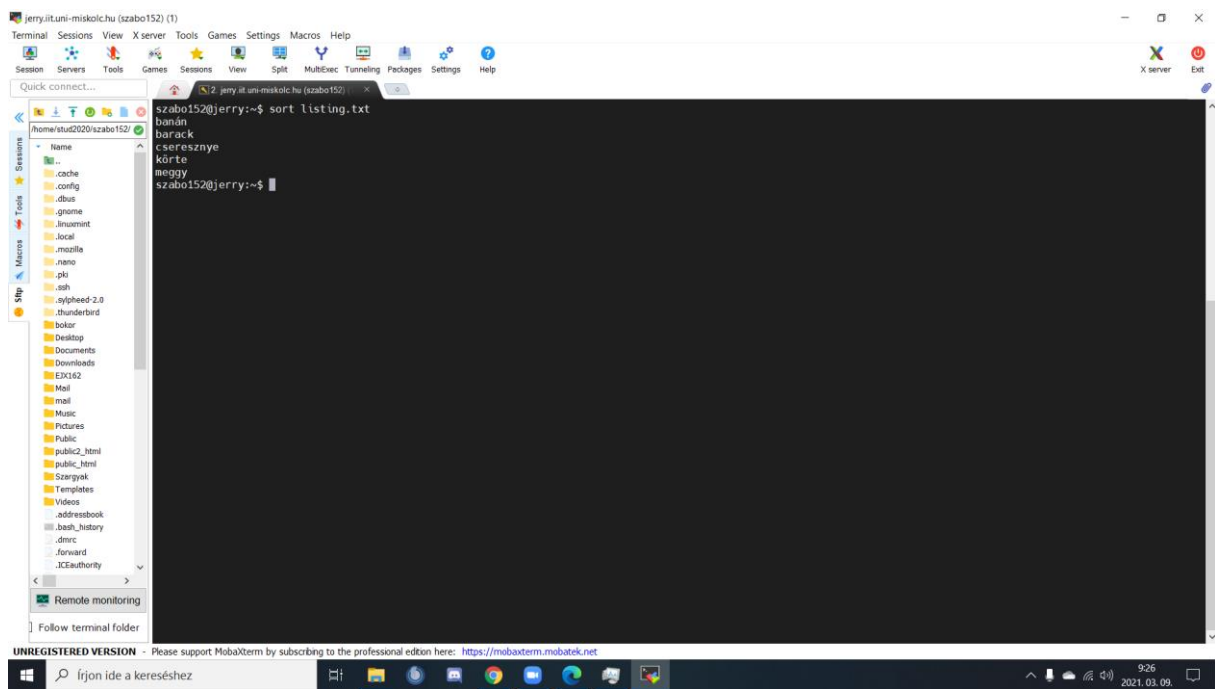 jerry.iit.uni-miskolc.hu (szabo152) (1)
Terminal Sessions View X server Tools Games Settings Macros Help
Session Servers Tools Games Sessions View Split MultiExec Tunneling Packages Settings Help X server Exit
Quick connect...
2. jerry.iit.uni-miskolc.hu (szabo152)
/home/stud2020/szabo152/
Name
..
.cache
.config
.dbus
.gnome
.linuxmint
.local
.mozilla
.nano
.pki
.ssh
.sylpheed-2.0
.thunderbird
bokor
Desktop
Documents
Downloads
EJX162
Mail
mail
Music
Pictures
Public
public2_html
public_html
Szargyak
Templates
Videos
.addressbook
.bash_history
.dmrc
.forward
.ICEauthority
Sessions
Tools
Macros
Sftp
Remote monitoring
Follow terminal folder
szabo152@jerry:~$ sort listing.txt
banán
barack
cseresznye
körte
meggy
szabo152@jerry:~$
UNREGISTERED VERSION - Please support MobaXterm by subscribing to the professional edition here: https://mobaxterm.mobatek.net
Írjon ide a kereséshez
9:26
2021. 03. 09.